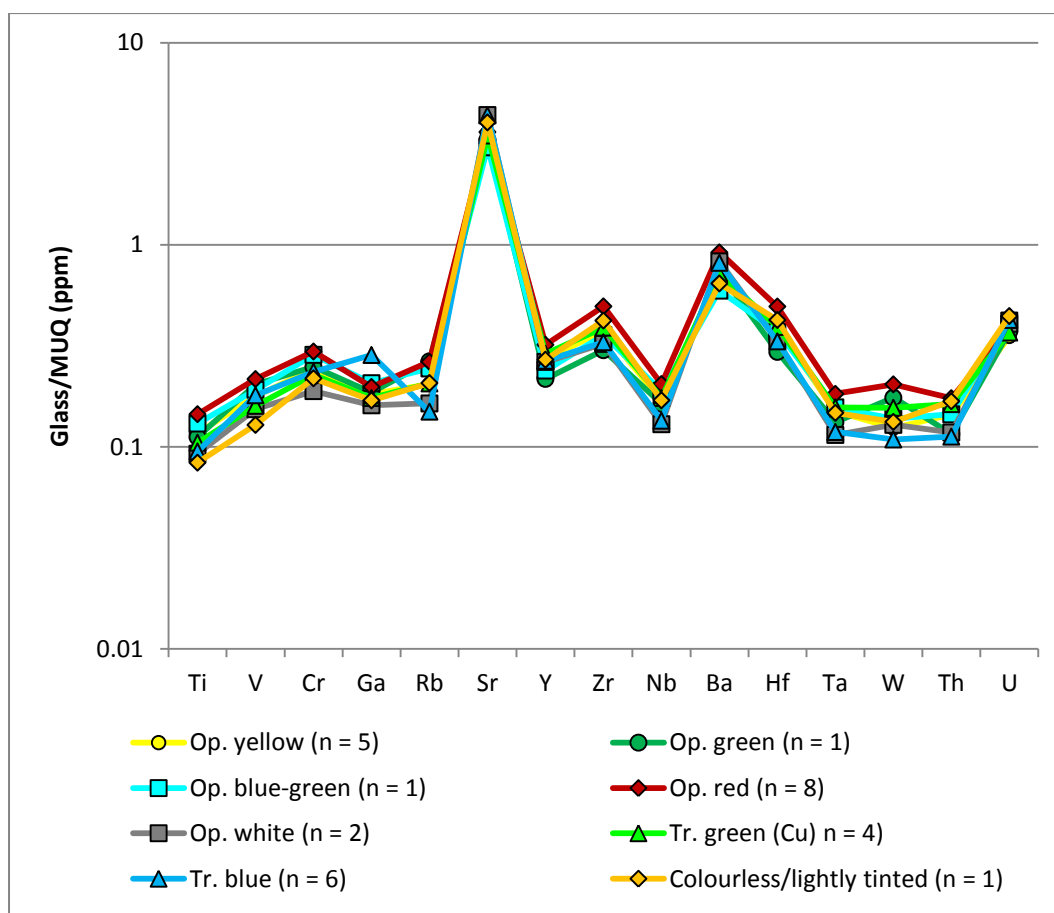 10
1
0.1
0.01
Glass/MUQ (ppm)
Ti V Cr Ga Rb Sr Y Zr Nb Ba Hf Ta W Th U
Op. yellow (n = 5) Op. green (n = 1)
Op. blue-green (n = 1) Op. red (n = 8)
Op. white (n = 2) Tr. green (Cu) n = 4)
Tr. blue (n = 6) Colourless/lightly tinted (n = 1)